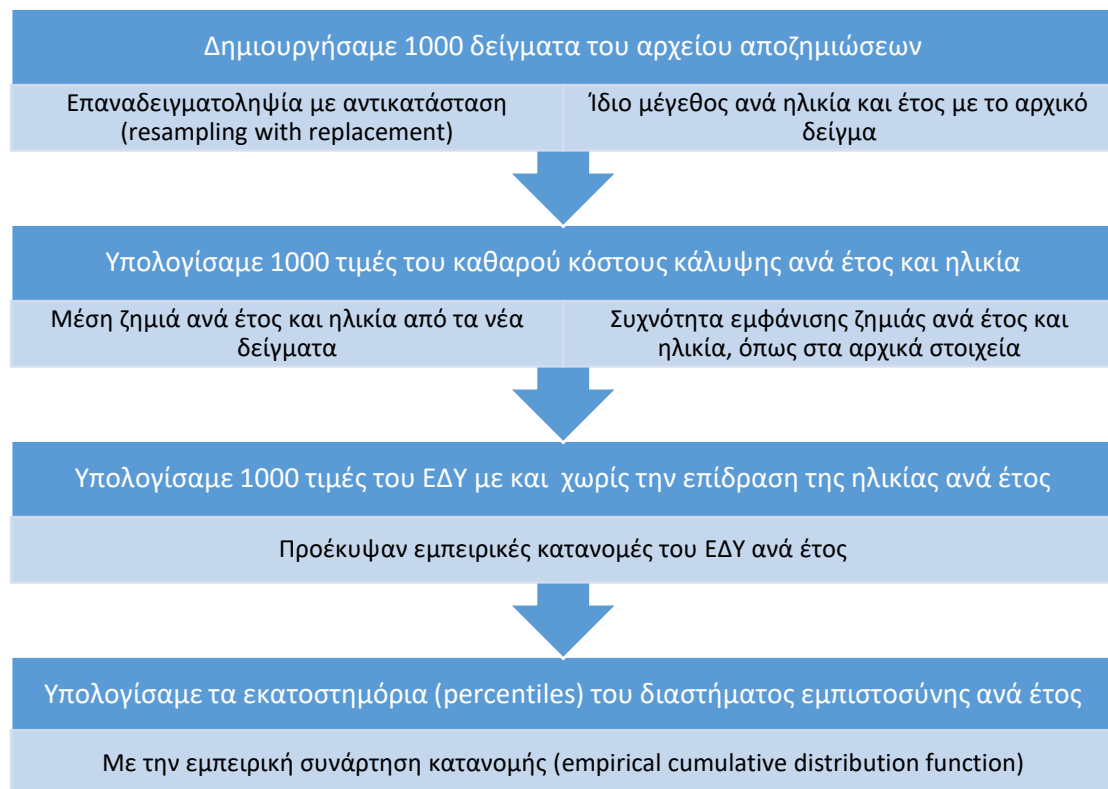 Δημιουργήσαμε 1000 δείγματα του αρχείου αποζημιώσεων
Επαναδειγματοληψία με αντικατάσταση
(resampling with replacement)
Ίδιο μέγεθος ανά ηλικία και έτος με το αρχικό
δείγμα
Υπολογίσαμε 1000 τιμές του καθαρού κόστους κάλυψης ανά έτος και ηλικία
Μέση ζημιά ανά έτος και ηλικία από τα νέα
δείγματα
Συχνότητα εμφάνισης ζημιάς ανά έτος και
ηλικία, όπως στα αρχικά στοιχεία
Υπολογίσαμε 1000 τιμές του ΕΔΥ με και χωρίς την επίδραση της ηλικίας ανά έτος
Προέκυψαν εμπειρικές κατανομές του ΕΔΥ ανά έτος
Υπολογίσαμε τα εκατοστημόρια (percentiles) του διαστήματος εμπιστοσύνης ανά έτος
Με την εμπειρική συνάρτηση κατανομής (empirical cumulative distribution function)